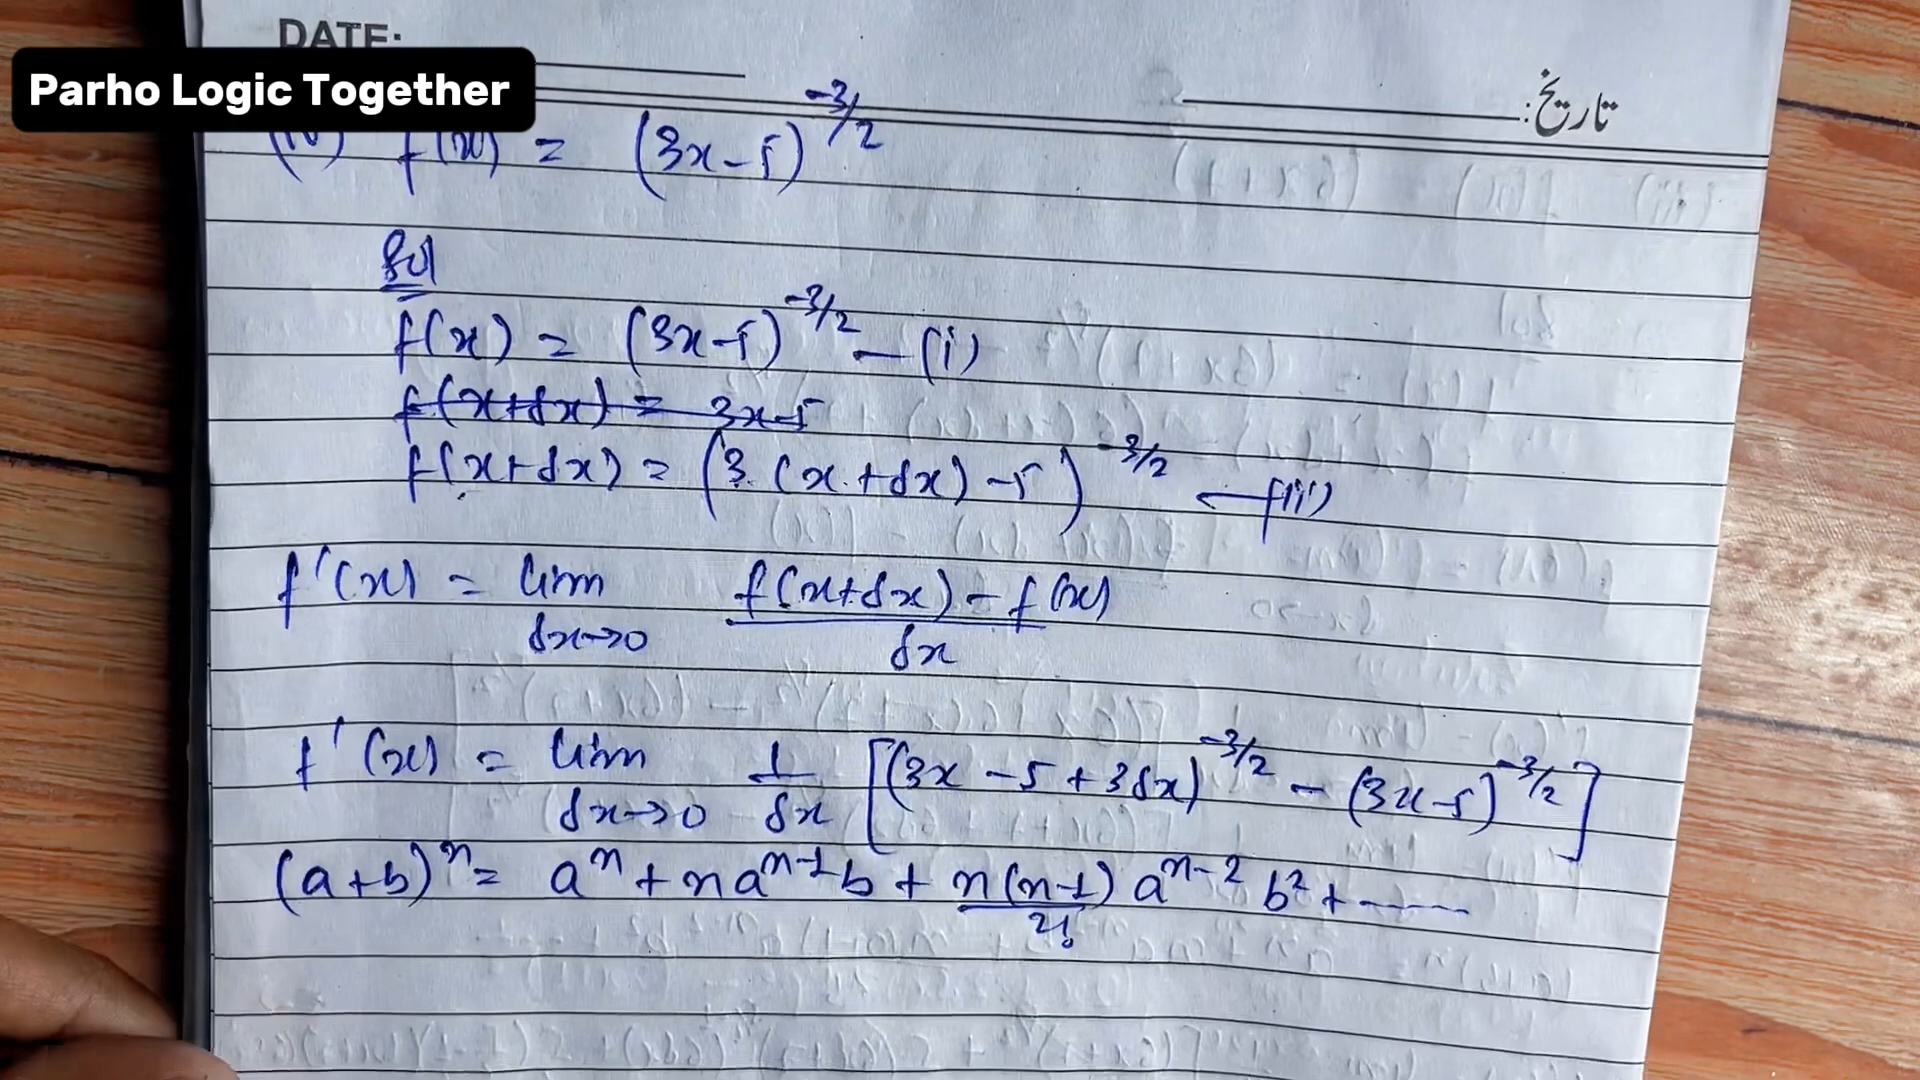 DATE:
Parho Logic Together
تاریخ:
(iv) f(x) = (3x-5)^-3/2
Sol
f(x) = (3x-5)^-3/2 — (i)
f(x+δx) = 3x-5
f(x+δx) = (3.(x+δx)-5)^-3/2 — (ii)
f'(x) = lim f(x+δx) - f(x)
δx→0 δx
f'(x) = lim 1 [(3x-5+3δx)^-3/2 - (3x-5)^-3/2]
δx→0 δx
(a+b)^n = a^n + na^n-1 b + n(n-1) a^n-2 b^2 + ......
2!